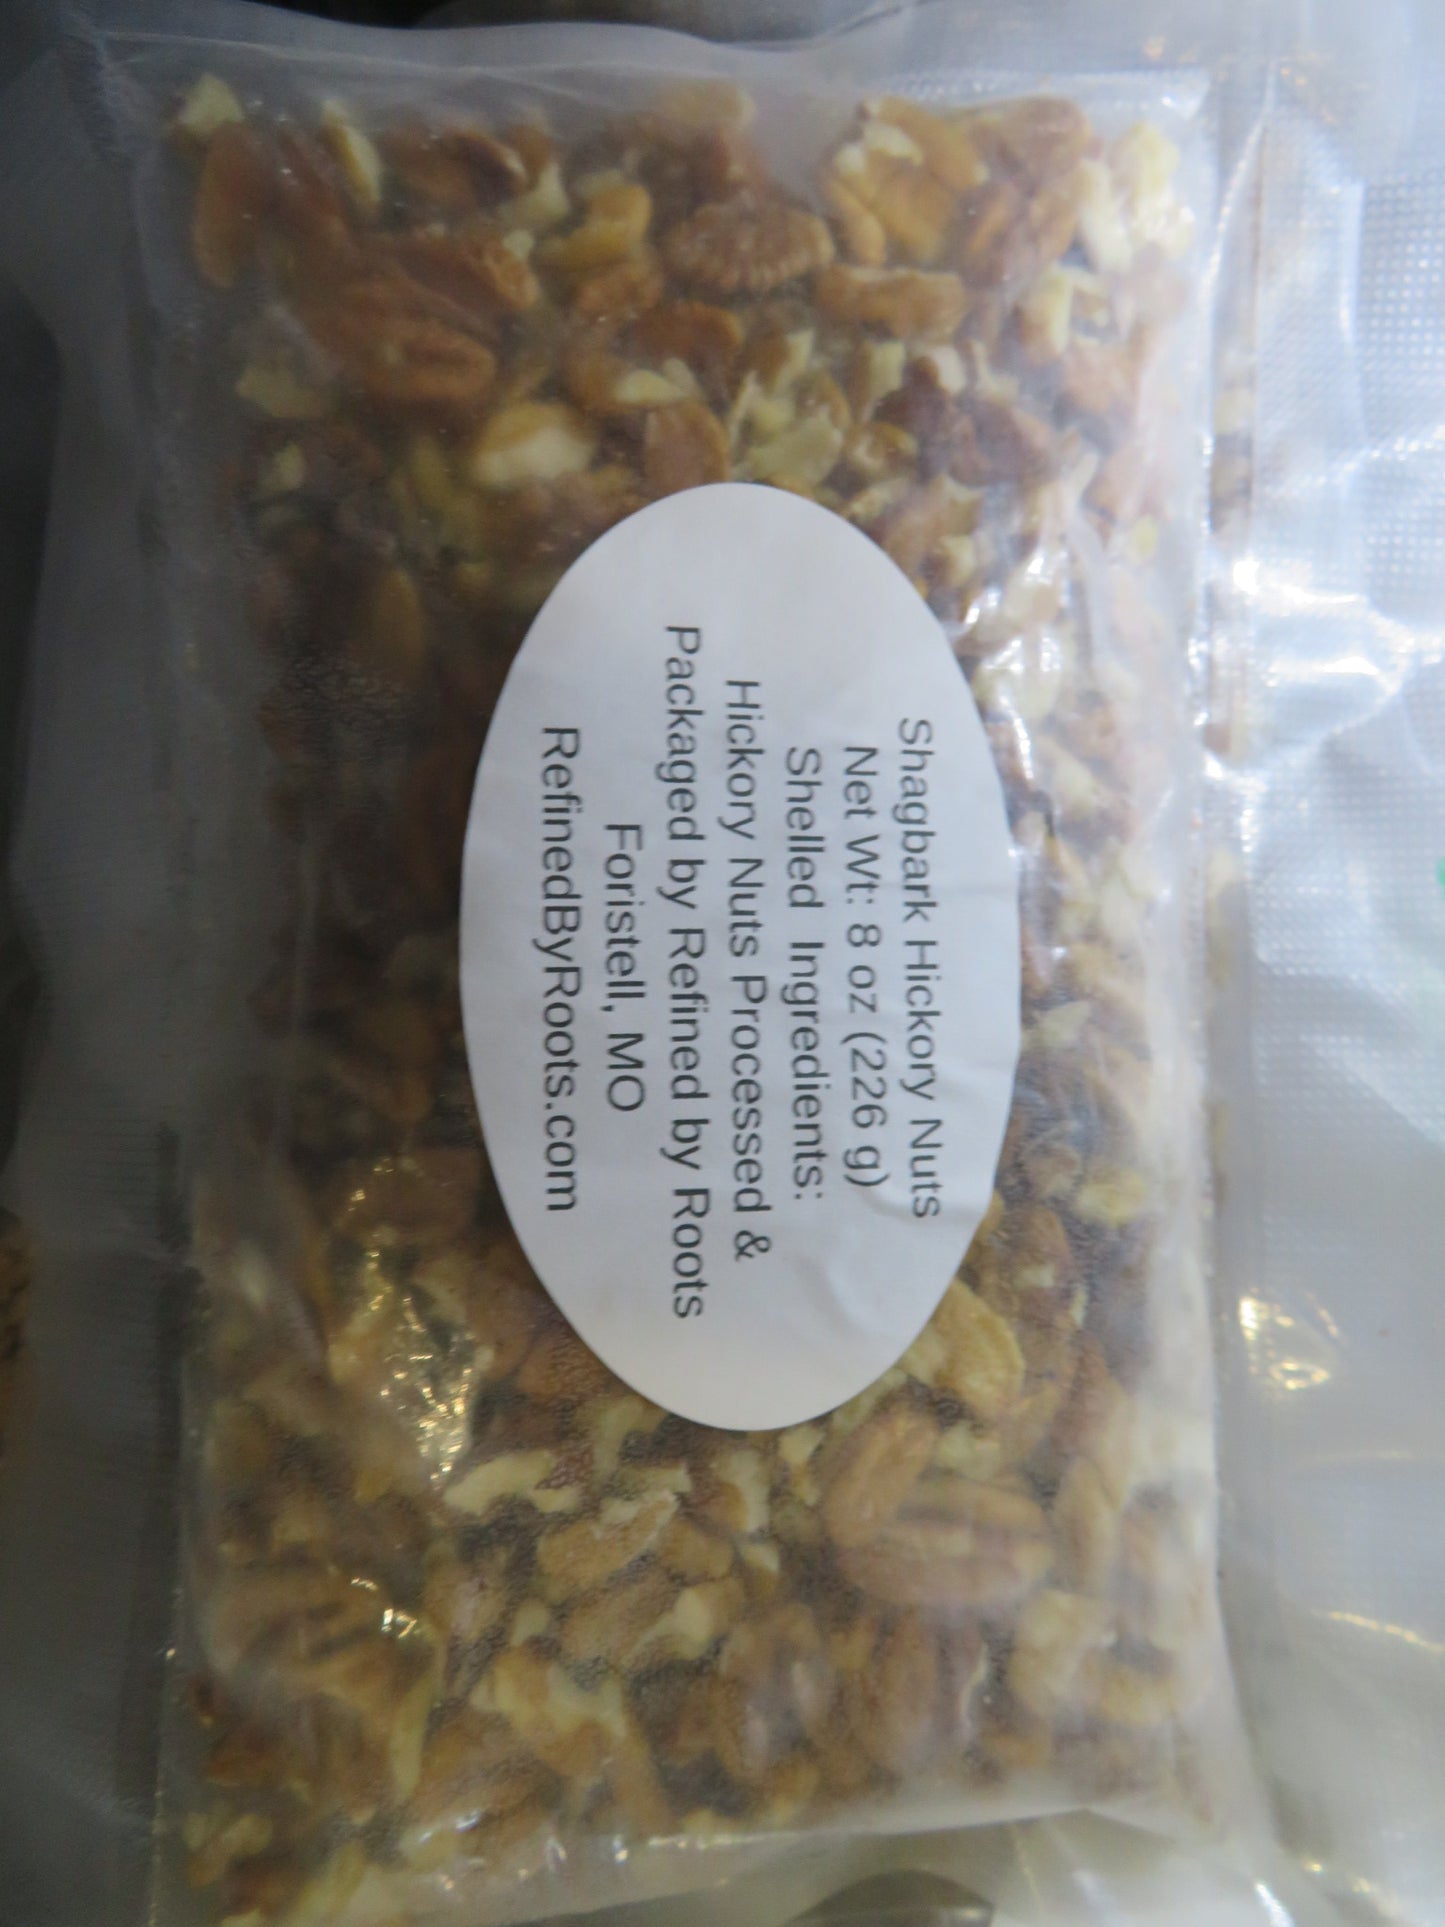 Shagbark Hickory Nuts
Net Wt: 8 oz (226 g)
Shelled Ingredients:
Hickory Nuts Processed &
Packaged by Refined by Roots
Foristell, MO
RefinedByRoots.com